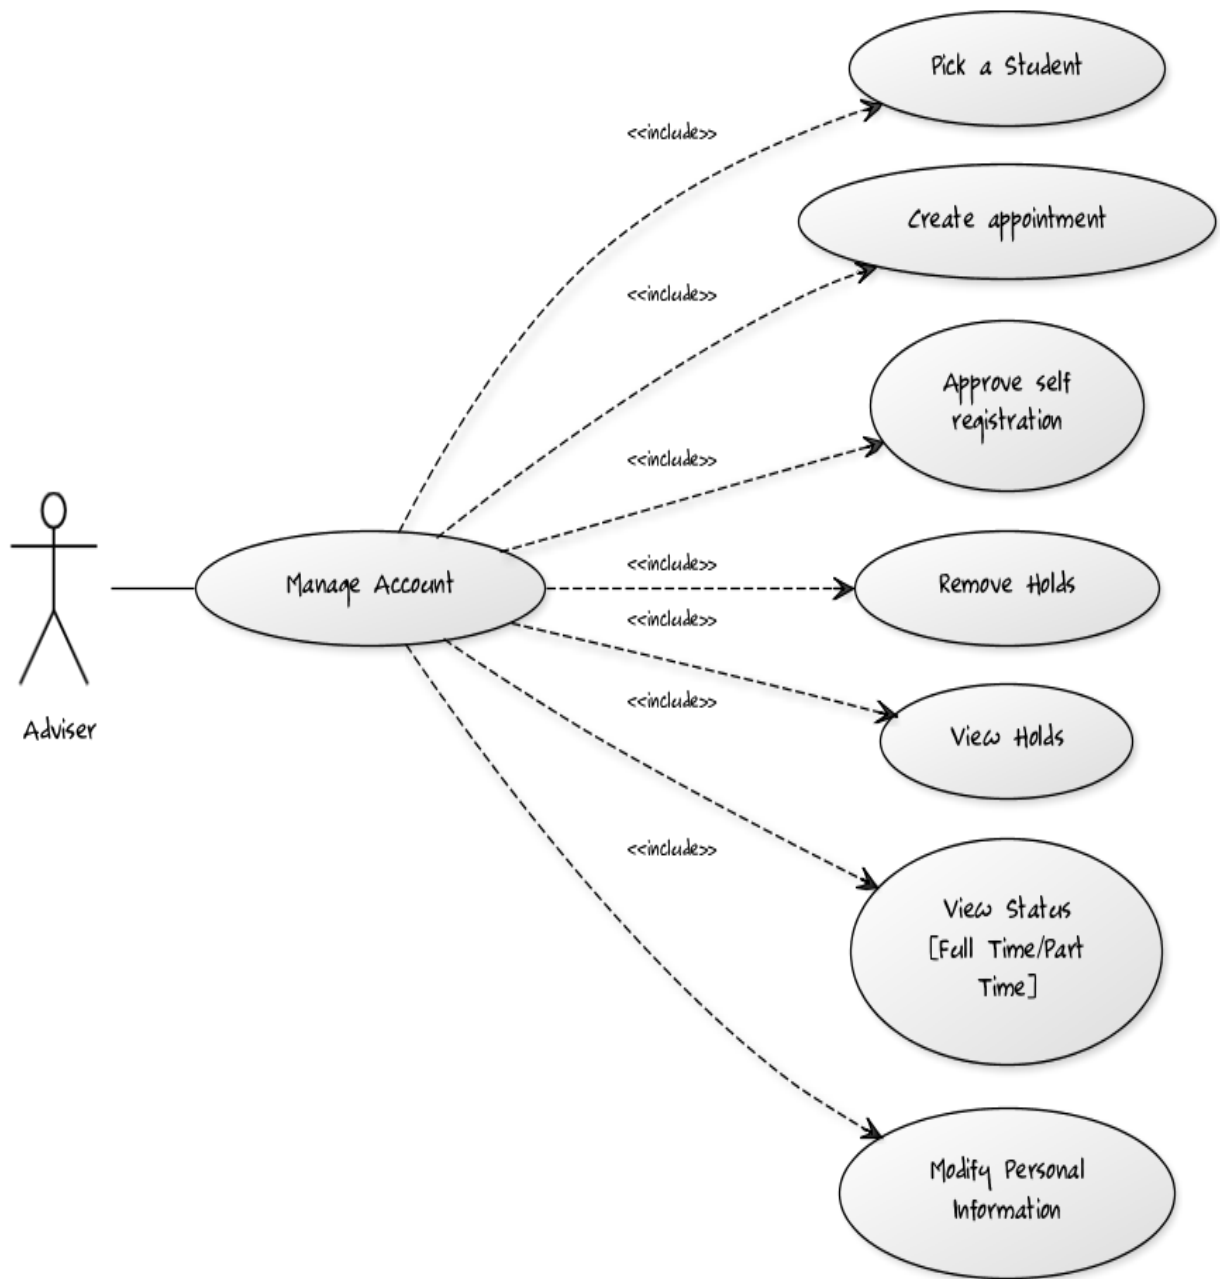 Pick a Student
<<include>>
Create appointment
<<include>>
Approve self
registration
<<include>>
<<include>>
Manage Account
Remove Holds
<<include>>
<<include>>
Adviser
View Holds
<<include>>
View Status
[Full Time/Part
Time]
Modify Personal
Information